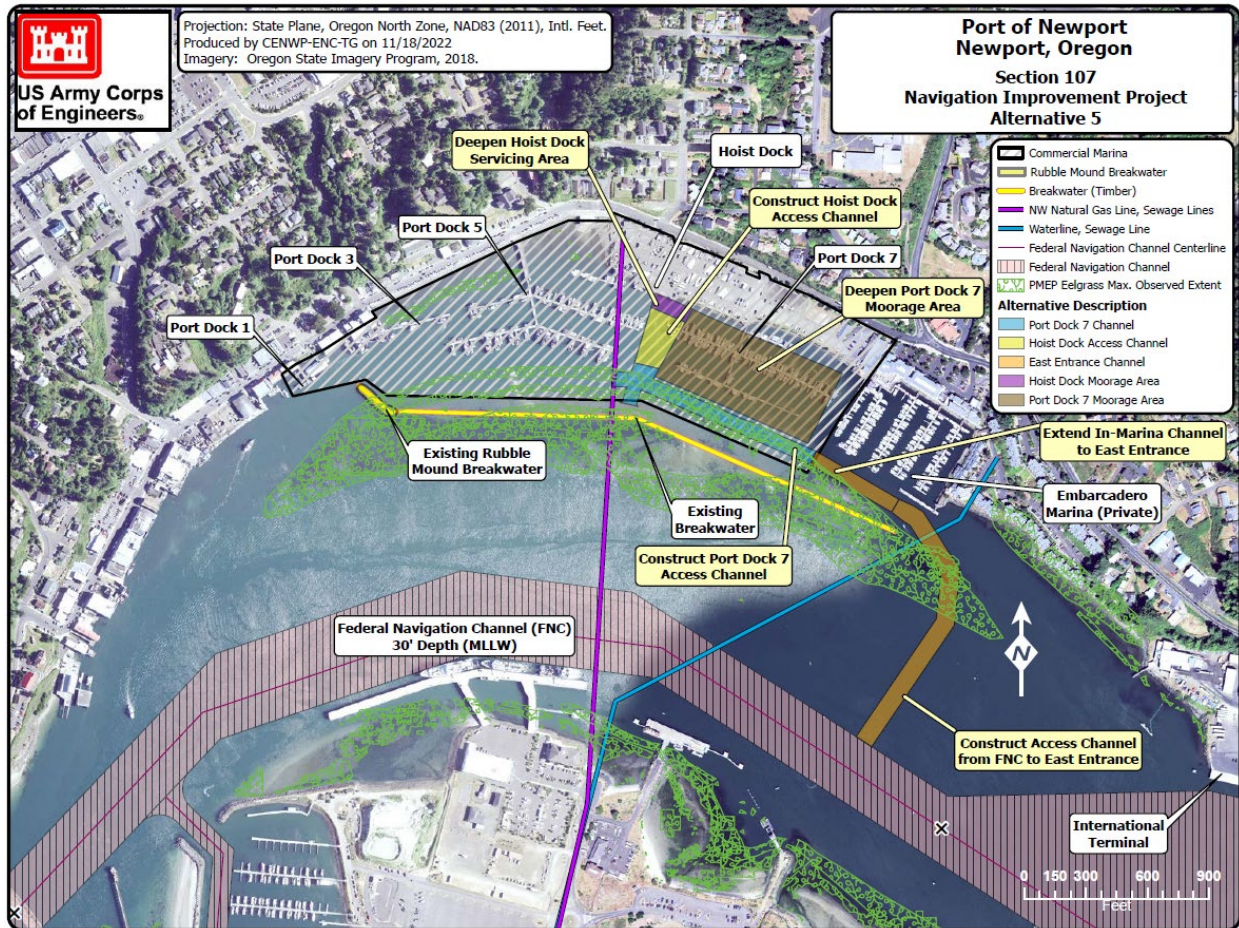 US Army Corps
of Engineers®
Projection: State Plane, Oregon North Zone, NAD83 (2011), Intl. Feet.
Produced by CENWP-ENC-TG on 11/18/2022
Imagery: Oregon State Imagery Program, 2018.
Port of Newport
Newport, Oregon
Section 107
Navigation Improvement Project
Alternative 5
Commercial Marina
Rubble Mound Breakwater
Breakwater (Timber)
NW Natural Gas Line, Sewage Lines
Waterline, Sewage Line
Federal Navigation Channel Centerline
Federal Navigation Channel
PMEP Eelgrass Max. Observed Extent
Alternative Description
Port Dock 7 Channel
Hoist Dock Access Channel
East Entrance Channel
Hoist Dock Moorage Area
Port Dock 7 Moorage Area
Deepen Hoist Dock
Servicing Area
Hoist Dock
Construct Hoist Dock
Access Channel
Port Dock 5
Port Dock 3
Port Dock 7
Deepen Port Dock 7
Moorage Area
Port Dock 1
Extend In-Marina Channel
to East Entrance
Existing Rubble
Mound Breakwater
Existing
Breakwater
Embarcadero
Marina (Private)
Construct Port Dock 7
Access Channel
Federal Navigation Channel (FNC)
30' Depth (MLLW)
N
Construct Access Channel
from FNC to East Entrance
International
Terminal
0 150 300 600 900
Feet